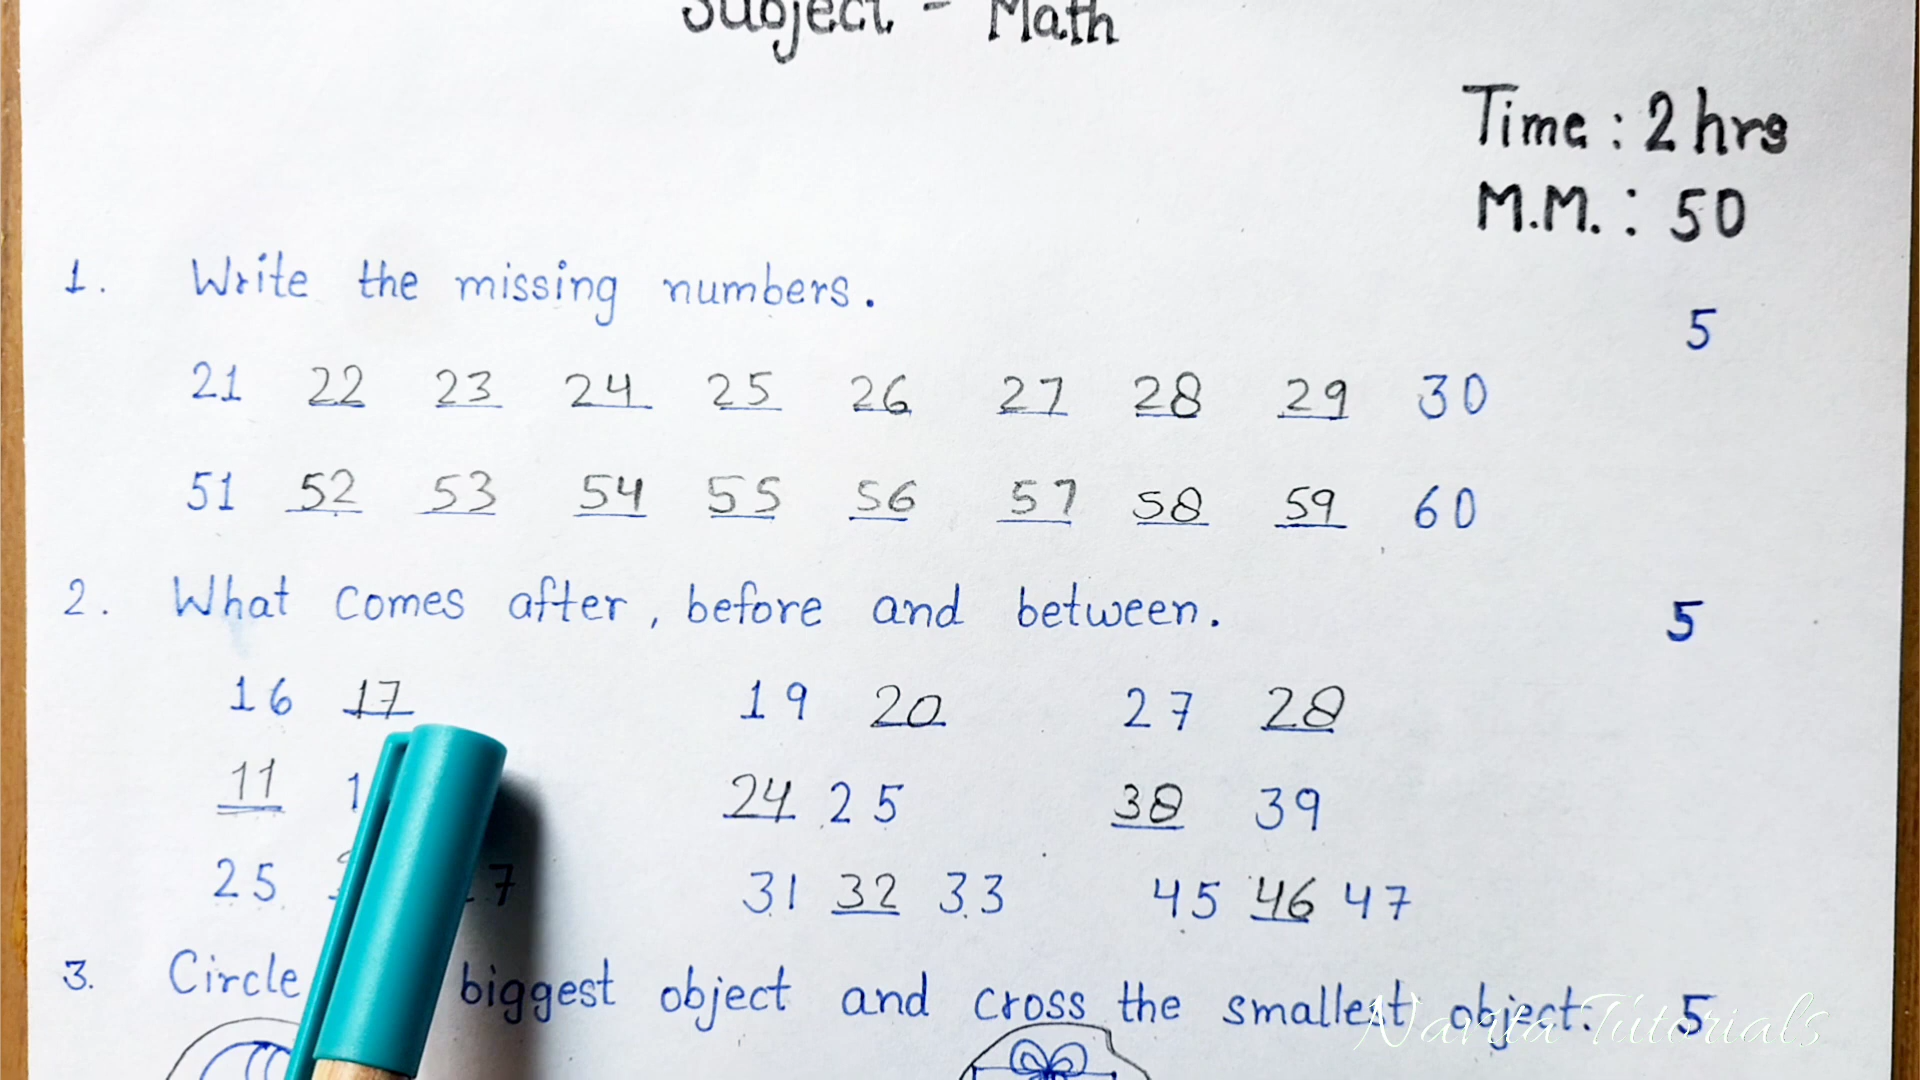 Subject - Math
Time : 2 hrs
M.M. : 50
1. Write the missing numbers. 5
21 22 23 24 25 26 27 28 29 30
51 52 53 54 55 56 57 58 59 60
2. What comes after, before and between. 5
16 17 19 20 27 28
11 24 25 38 39
25 31 32 33 45 46 47
3. Circle biggest object and cross the smallest object. 5
Narita Tutorials